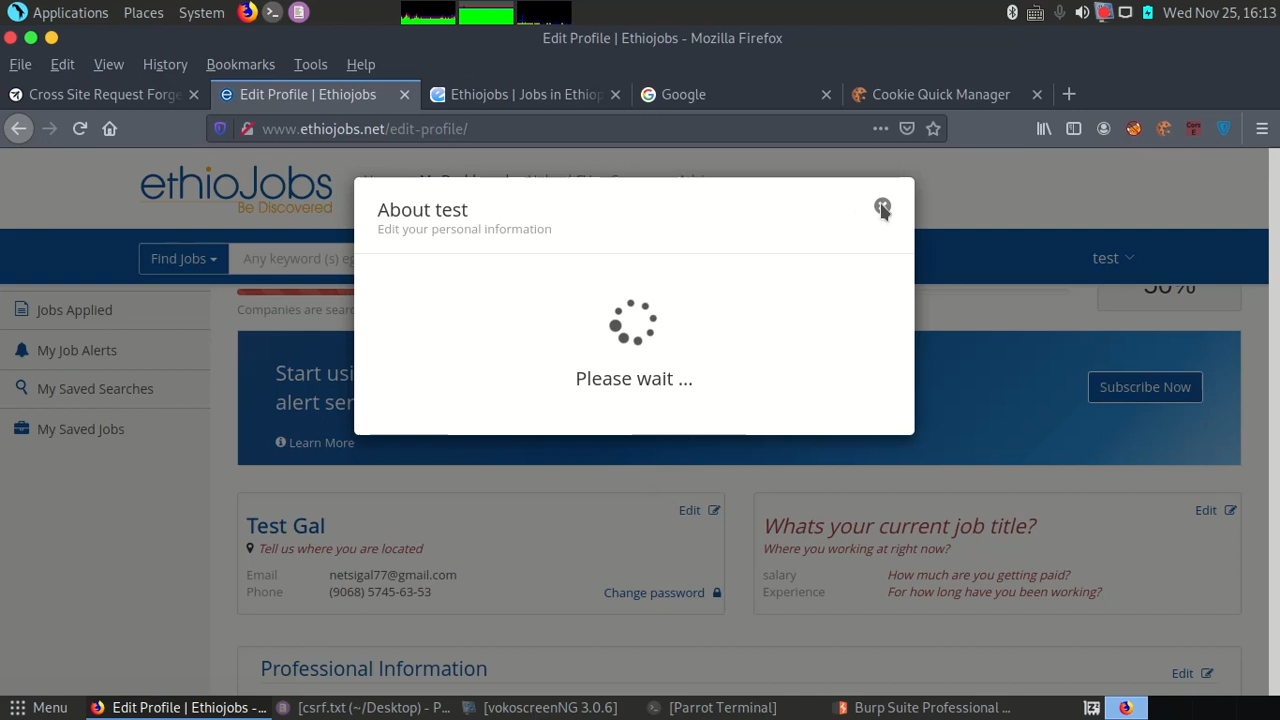 Applications Places System Wed Nov 25, 16:13
Edit Profile | Ethiojobs - Mozilla Firefox
File Edit View History Bookmarks Tools Help
Cross Site Request Forge Edit Profile | Ethiojobs Ethiojobs | Jobs in Ethiop Google Cookie Quick Manager
www.ethiojobs.net/edit-profile/
ethioJobs
Be Discovered
About test
Edit your personal information
Find Jobs Any keyword (s) eg test
Please wait ...
Jobs Applied
My Job Alerts
My Saved Searches
My Saved Jobs
Companies are sear
50%
Start usi
alert ser
Learn More
Subscribe Now
Test Gal
Edit
Tell us where you are located
Email netsigal77@gmail.com
Phone (9068) 5745-63-53
Change password
Whats your current job title?
Edit
Where you working at right now?
salary How much are you getting paid?
Experience For how long have you been working?
Professional Information
Edit
Menu Edit Profile | Ethiojobs -... [csrf.txt (~/Desktop) - P... [vokoscreenNG 3.0.6] [Parrot Terminal] Burp Suite Professional ...